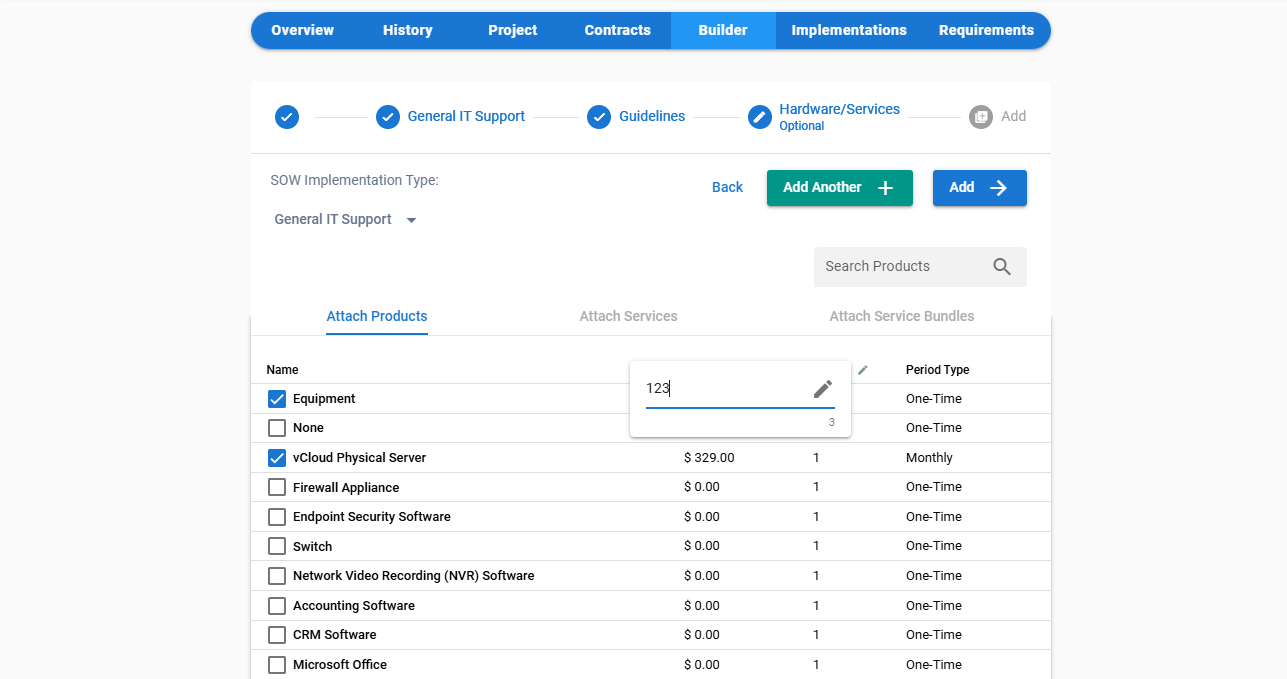 Overview History Project Contracts Builder Implementations Requirements
General IT Support Guidelines Hardware/Services Add
Optional
SOW Implementation Type:
Back Add Another Add
General IT Support
Search Products
Attach Products Attach Services Attach Service Bundles
Name Period Type
123
3
Equipment One-Time
None One-Time
vCloud Physical Server $ 329.00 1 Monthly
Firewall Appliance $ 0.00 1 One-Time
Endpoint Security Software $ 0.00 1 One-Time
Switch $ 0.00 1 One-Time
Network Video Recording (NVR) Software $ 0.00 1 One-Time
Accounting Software $ 0.00 1 One-Time
CRM Software $ 0.00 1 One-Time
Microsoft Office $ 0.00 1 One-Time